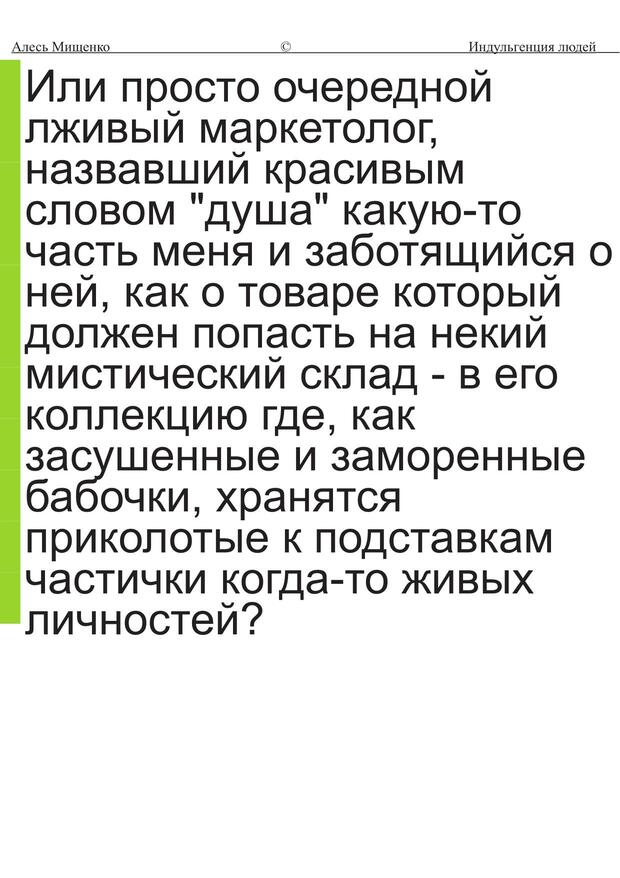 Алесь Мищенко © Индульгенция людей
Или просто очередной
лживый маркетолог,
назвавший красивым
словом "душа" какую-то
часть меня и заботящийся о
ней, как о товаре который
должен попасть на некий
мистический склад - в его
коллекцию где, как
засушенные и заморенные
бабочки, хранятся
приколотые к подставкам
частички когда-то живых
личностей?